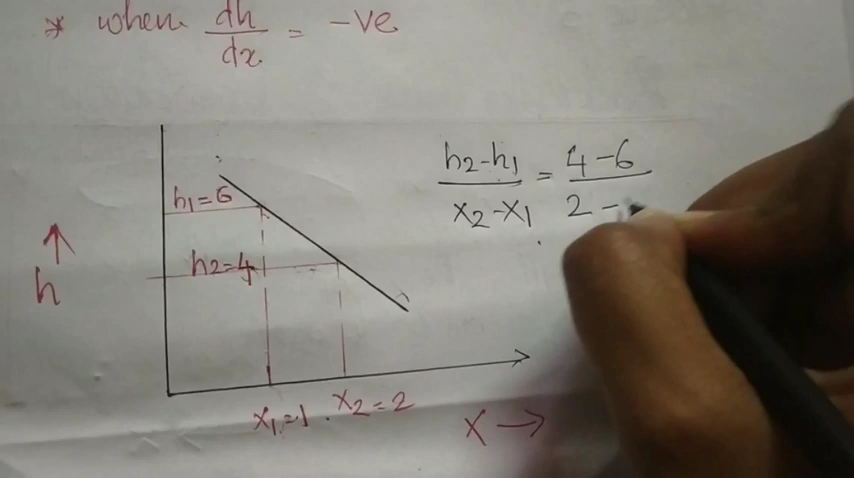 * when dh/dx = -ve
h2-h1/x2-x1 = 4-6/2-
h1=6
h2=4
↑
h
x1=1. x2=2
x →